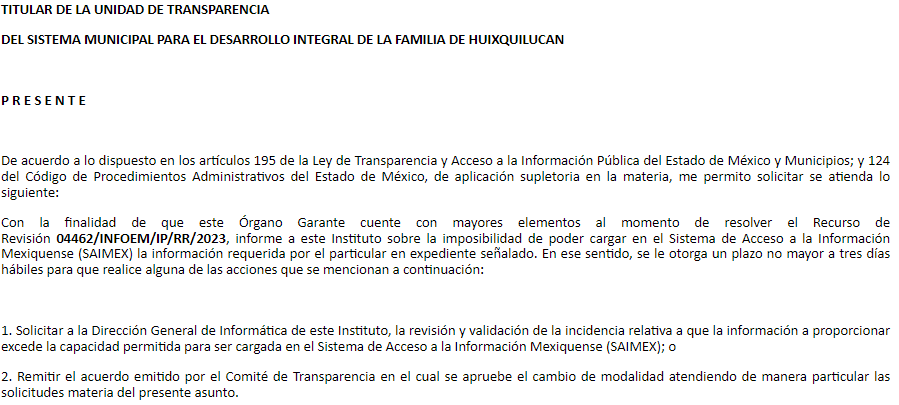 TITULAR DE LA UNIDAD DE TRANSPARENCIA
DEL SISTEMA MUNICIPAL PARA EL DESARROLLO INTEGRAL DE LA FAMILIA DE HUIXQUILUCAN
P R E S E N T E
De acuerdo a lo dispuesto en los artículos 195 de la Ley de Transparencia y Acceso a la Información Pública del Estado de México y Municipios; y 124
del Código de Procedimientos Administrativos del Estado de México, de aplicación supletoria en la materia, me permito solicitar se atienda lo
siguiente:
Con la finalidad de que este Órgano Garante cuente con mayores elementos al momento de resolver el Recurso de
Revisión 04462/INFOEM/IP/RR/2023, informe a este Instituto sobre la imposibilidad de poder cargar en el Sistema de Acceso a la Información
Mexiquense (SAIMEX) la información requerida por el particular en expediente señalado. En ese sentido, se le otorga un plazo no mayor a tres días
hábiles para que realice alguna de las acciones que se mencionan a continuación:
1. Solicitar a la Dirección General de Informática de este Instituto, la revisión y validación de la incidencia relativa a que la información a proporcionar
excede la capacidad permitida para ser cargada en el Sistema de Acceso a la Información Mexiquense (SAIMEX); o
2. Remitir el acuerdo emitido por el Comité de Transparencia en el cual se apruebe el cambio de modalidad atendiendo de manera particular las
solicitudes materia del presente asunto.